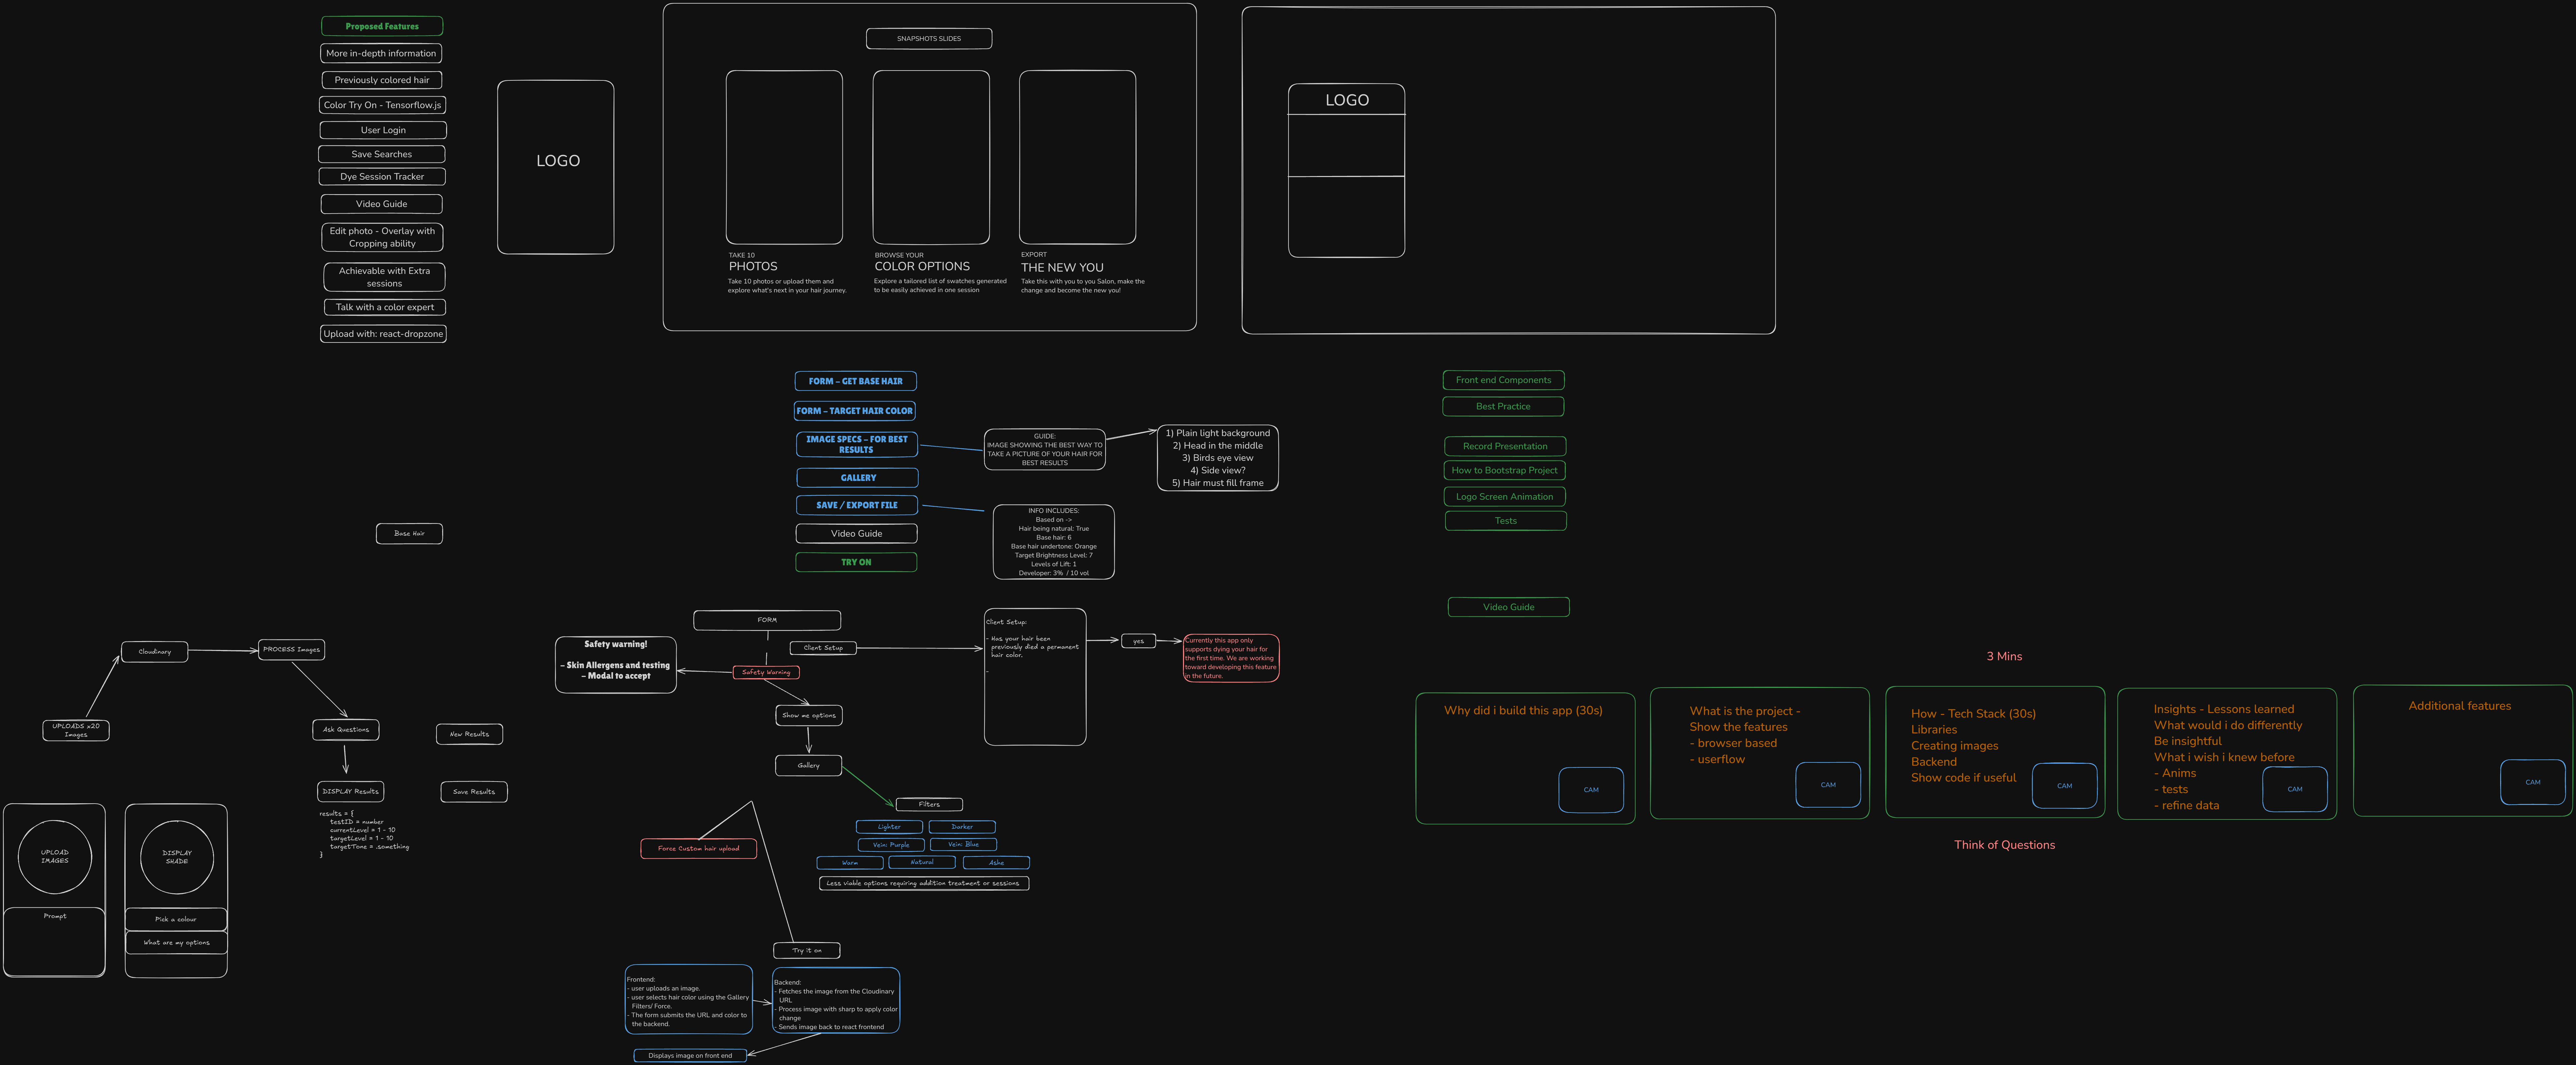 Proposed Features
More in-depth information
Previously colored hair
Color Try On - Tensorflow.js
User Login
Save Searches
Dye Session Tracker
Video Guide
Edit photo - Overlay with
Cropping ability
Achievable with Extra
sessions
Talk with a color expert
Upload with: react-dropzone
LOGO
SNAPSHOTS SLIDES
TAKE 10
PHOTOS
Take 10 photos or upload them and
explore what's next in your hair journey.
BROWSE YOUR
COLOR OPTIONS
Explore a tailored list of swatches generated
to be easily achieved in one session
EXPORT
THE NEW YOU
Take this with you to you Salon, make the
change and become the new you!
LOGO
FORM - GET BASE HAIR
FORM - TARGET HAIR COLOR
IMAGE SPECS - FOR BEST
RESULTS
GALLERY
SAVE / EXPORT FILE
Video Guide
TRY ON
GUIDE:
IMAGE SHOWING THE BEST WAY TO
TAKE A PICTURE OF YOUR HAIR FOR
BEST RESULTS
1) Plain light background
2) Head in the middle
3) Birds eye view
4) Side view?
5) Hair must fill frame
INFO INCLUDES:
Based on ->
Hair being natural: True
Base hair: 6
Base hair undertone: Orange
Target Brightness Level: 7
Levels of Lift: 1
Developer: 3% / 10 vol
Front end Components
Best Practice
Record Presentation
How to Bootstrap Project
Logo Screen Animation
Tests
Video Guide
Base Hair
Cloudinary
PROCESS Images
UPLOADS x20
Images
Ask Questions
New Results
DISPLAY Results
Save Results
results = {
testID = number
currentLevel = 1 - 10
targetLevel = 1 - 10
targetTone = .something
}
UPLOAD
IMAGES
Prompt
DISPLAY
SHADE
Pick a colour
What are my options
FORM
Safety warning!
- Skin Allergens and testing
- Modal to accept
Client Setup
Safety Warning
Show me options
Gallery
Client Setup:
- Has your hair been
previously died a permanent
hair color.
-
yes
Currently this app only
supports dying your hair for
the first time. We are working
toward developing this feature
in the future.
Filters
Lighter
Darker
Vein: Purple
Vein: Blue
Warm
Natural
Ashe
Less viable options requiring addition treatment or sessions
Force Custom hair upload
Try it on
Frontend:
- user uploads an image.
- user selects hair color using the Gallery
Filters/ Force.
- The form submits the URL and color to
the backend.
Backend:
- Fetches the image from the Cloudinary
URL
- Process image with sharp to apply color
change
- Sends image back to react frontend
Displays image on front end
3 Mins
Why did i build this app (30s)
CAM
What is the project -
Show the features
- browser based
- userflow
CAM
How - Tech Stack (30s)
Libraries
Creating images
Backend
Show code if useful
CAM
Insights - Lessons learned
What would i do differently
Be insightful
What i wish i knew before
- Anims
- tests
- refine data
CAM
Additional features
CAM
Think of Questions